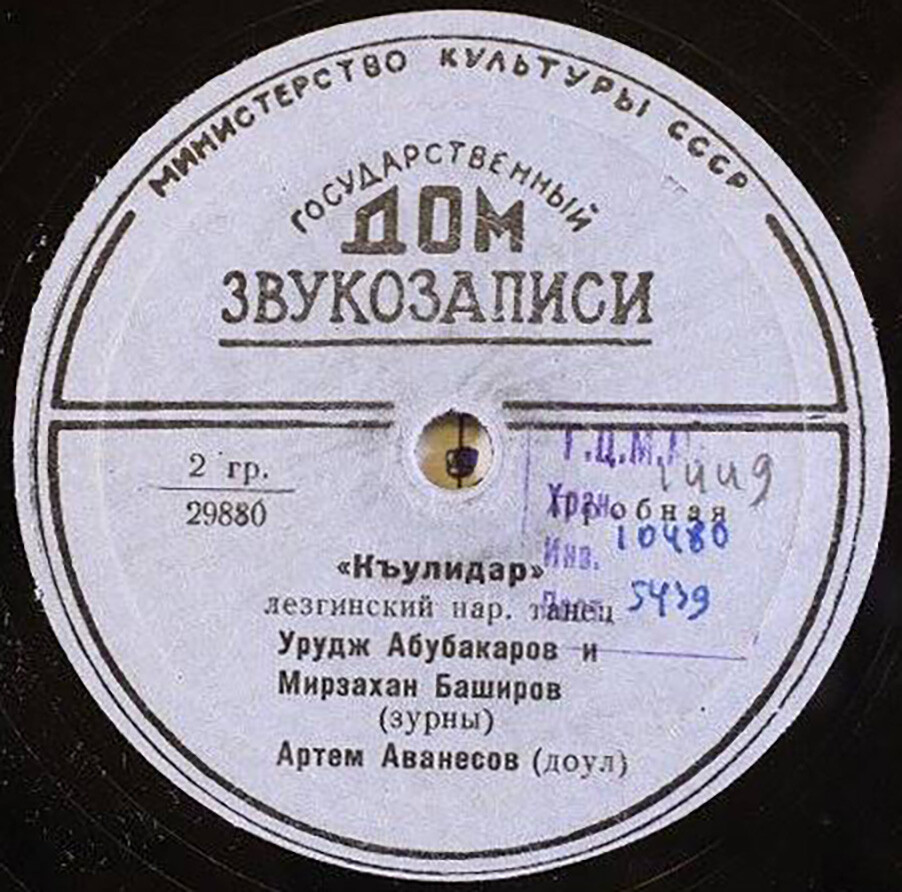 МИНИСТЕРСТВО КУЛЬТУРЫ СССР
ГОСУДАРСТВЕННЫЙ
ДОМ
ЗВУКОЗАПИСИ
2 гр.
29880
Г.Ц.М.
1449
Хран.
Пробная
Инв. 10480
5439
«Къулидар»
лезгинский нар. танец
Урудж Абубакаров и
Мирзахан Баширов
(зурны)
Артем Аванесов (доул)